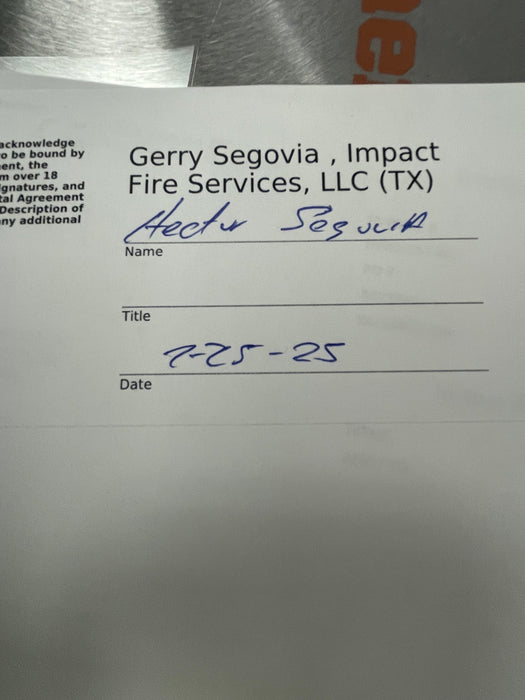 acknowledge
o be bound by
ent, the
m over 18
ignatures, and
tal Agreement
Description of
ny additional
Gerry Segovia , Impact
Fire Services, LLC (TX)
Hector Segovia
Name
Title
7-25-25
Date